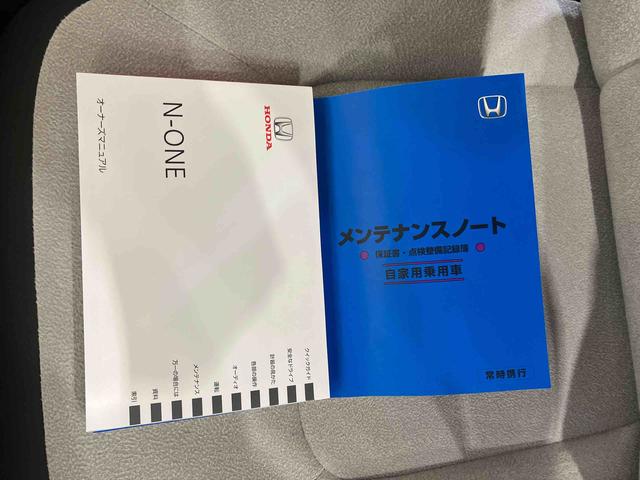 HONDA
N-ONE
オーナーズマニュアル
クイックガイド
安全なドライブ
計器の見かた
各部の操作
オーディオ
運転
メンテナンス
万一の場合には
資料
索引
メンテナンスノート
保証書・点検整備記録簿
自家用乗用車
常時携行